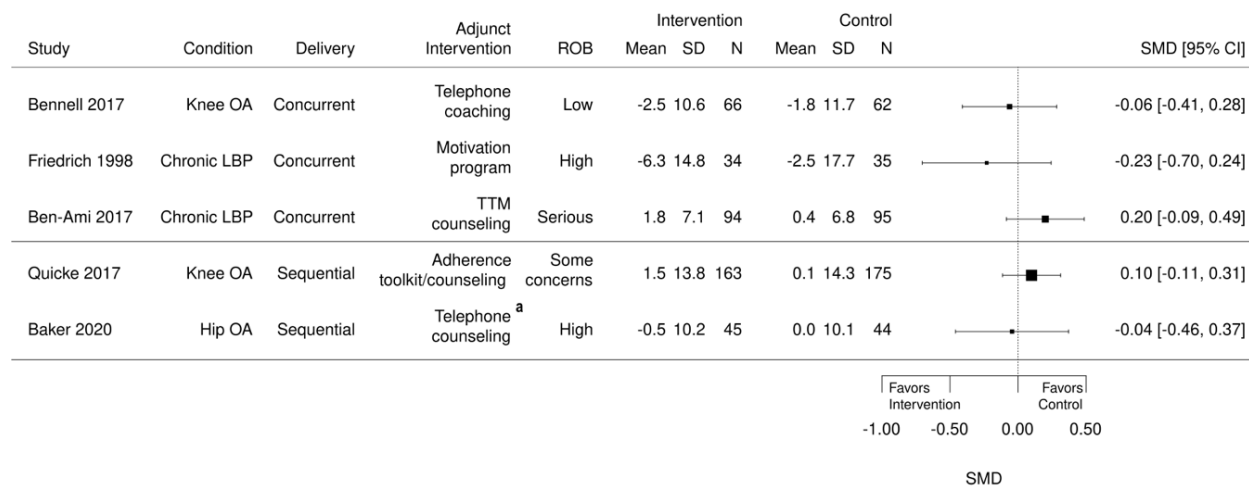 Intervention Control
Adjunct
Study Condition Delivery Intervention ROB Mean SD N Mean SD N SMD [95% CI]
Telephone
Bennell 2017 Knee OA Concurrent coaching Low -2.5 10.6 66 -1.8 11.7 62 -0.06 [-0.41, 0.28]
Motivation
Friedrich 1998 Chronic LBP Concurrent program High -6.3 14.8 34 -2.5 17.7 35 -0.23 [-0.70, 0.24]
TTM
Ben-Ami 2017 Chronic LBP Concurrent counseling Serious 1.8 7.1 94 0.4 6.8 95 0.20 [-0.09, 0.49]
Adherence Some
Quicke 2017 Knee OA Sequential toolkit/counseling concerns 1.5 13.8 163 0.1 14.3 175 0.10 [-0.11, 0.31]
Telephone a
Baker 2020 Hip OA Sequential counseling High -0.5 10.2 45 0.0 10.1 44 -0.04 [-0.46, 0.37]
Favors Favors
Intervention Control
-1.00 -0.50 0.00 0.50
SMD